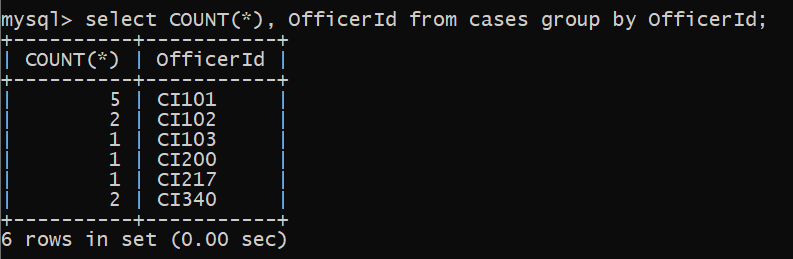 mysql> select COUNT(*), OfficerId from cases group by OfficerId;
+----------+-----------+
| COUNT(*) | OfficerId |
+----------+-----------+
|        5 | CI101     |
|        2 | CI102     |
|        1 | CI103     |
|        1 | CI200     |
|        1 | CI217     |
|        2 | CI340     |
+----------+-----------+
6 rows in set (0.00 sec)